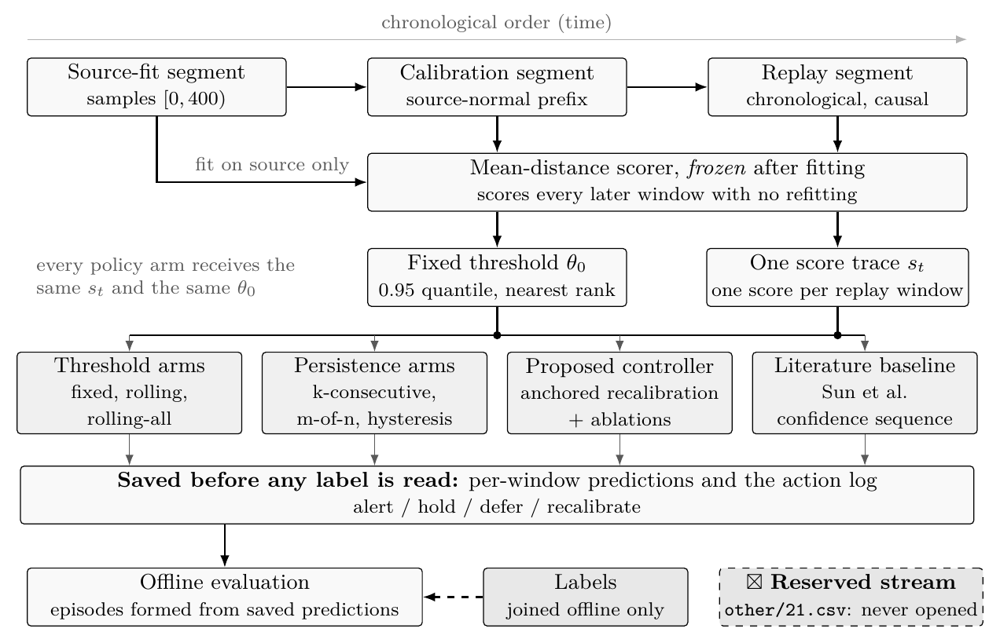 chronological order (time)
Source-fit segment
samples [0, 400)
Calibration segment
source-normal prefix
Replay segment
chronological, causal
fit on source only
Mean-distance scorer, frozen after fitting
scores every later window with no refitting
every policy arm receives the
same s_t and the same θ_0
Fixed threshold θ_0
0.95 quantile, nearest rank
One score trace s_t
one score per replay window
Threshold arms
fixed, rolling,
rolling-all
Persistence arms
k-consecutive,
m-of-n, hysteresis
Proposed controller
anchored recalibration
+ ablations
Literature baseline
Sun et al.
confidence sequence
Saved before any label is read: per-window predictions and the action log
alert / hold / defer / recalibrate
Offline evaluation
episodes formed from saved predictions
Labels
joined offline only
☒ Reserved stream
other/21.csv: never opened